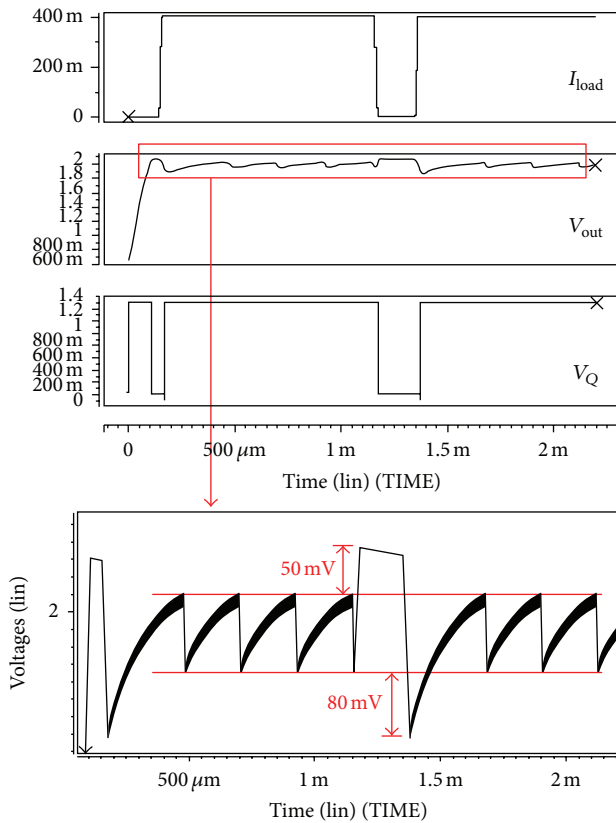 400 m
200 m
0
I_load
2
1.8
1.6
1.4
1.2
1
800 m
600 m
V_out
1.4
1.2
1
800 m
600 m
400 m
200 m
0
V_Q
0 500 μm 1 m 1.5 m 2 m
Time (lin) (TIME)
Voltages (lin)
2
50 mV
80 mV
500 μm 1 m 1.5 m 2 m
Time (lin) (TIME)